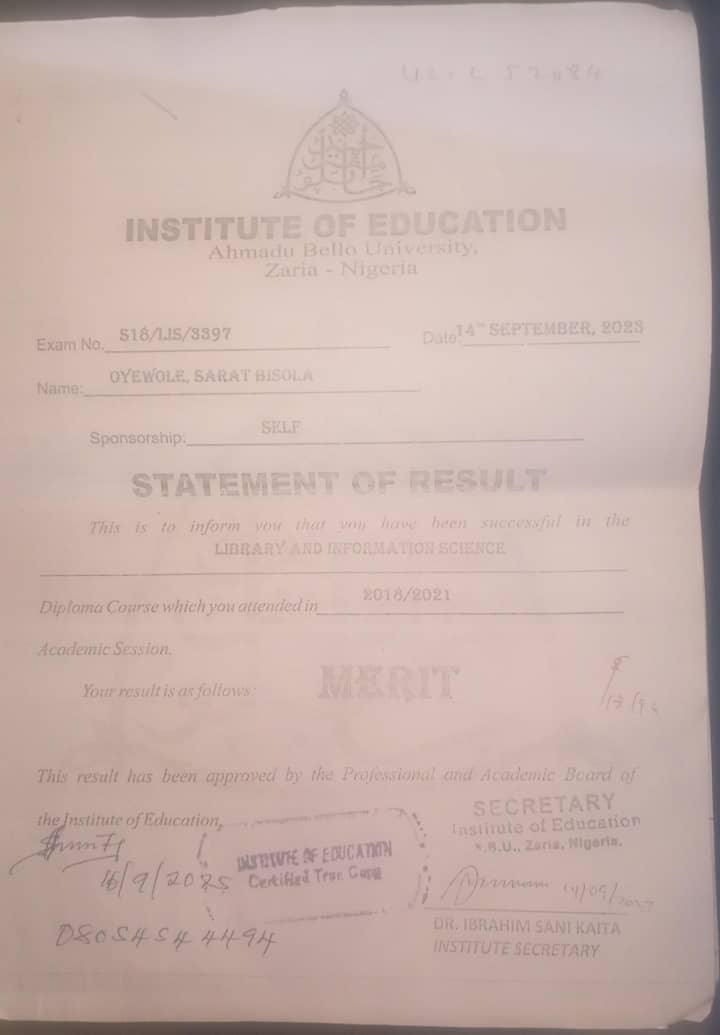 INSTITUTE OF EDUCATION
Ahmadu Bello University,
Zaria - Nigeria
Exam No. S18/LIS/3397
Date: 14TH SEPTEMBER, 2023
Name: OYEWOLE, SARAT BISOLA
Sponsorship: SELF
STATEMENT OF RESULT
This is to inform you that you have been successful in the
LIBRARY AND INFORMATION SCIENCE
Diploma Course which you attended in 2018/2021
Academic Session.
Your result is as follows: MERIT
This result has been approved by the Professional and Academic Board of
the Institute of Education,
SECRETARY
Institute of Education
A.B.U., Zaria, Nigeria.
INSTITUTE OF EDUCATION
Certified True Copy
16/9/2025
08054544494
DR. IBRAHIM SANI KAITA
INSTITUTE SECRETARY